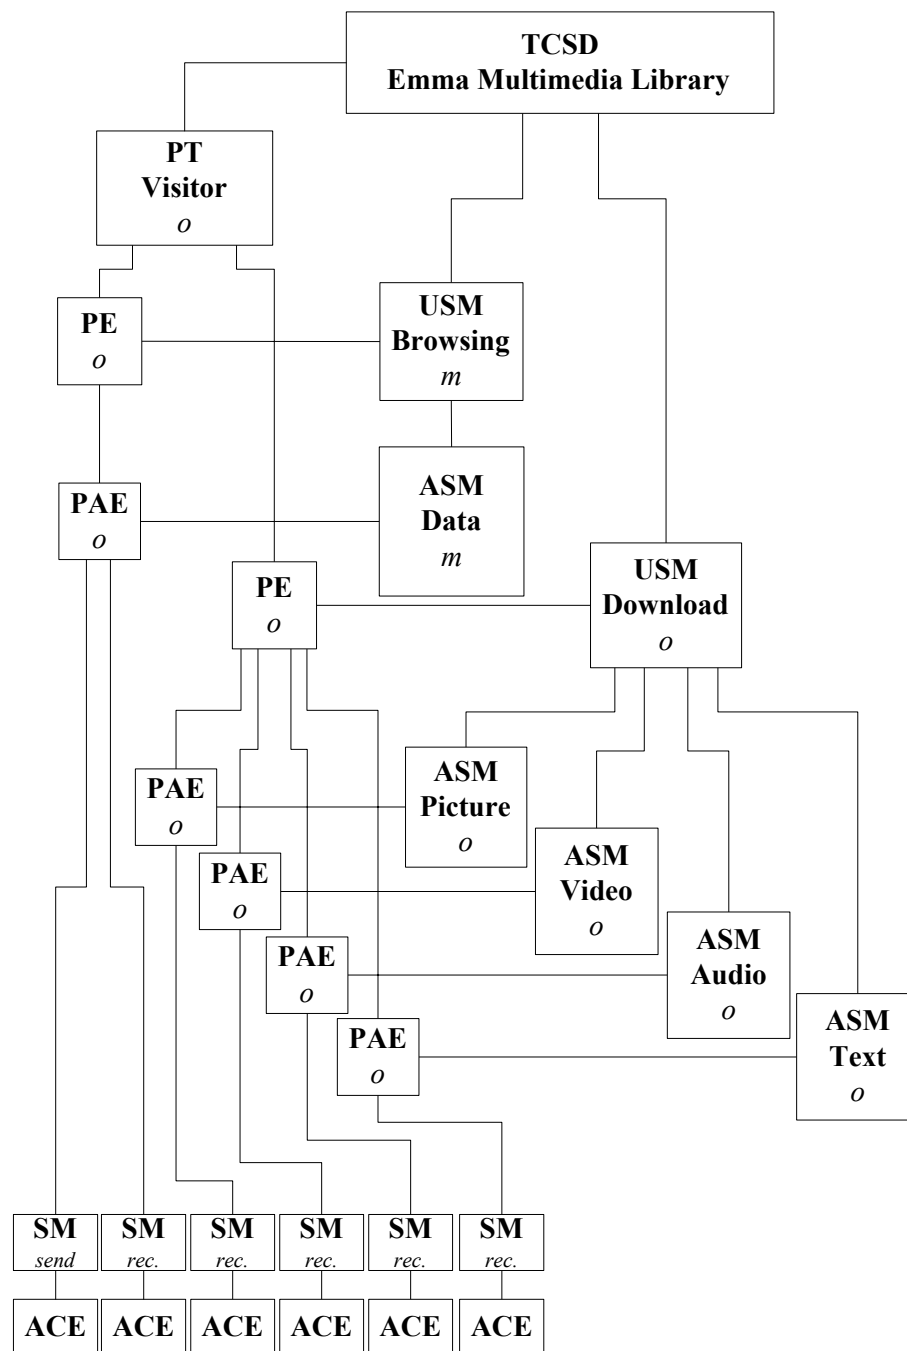 TCSD
Emma Multimedia Library
PT
Visitor
o
PE
o
USM
Browsing
m
PAE
o
ASM
Data
m
PE
o
USM
Download
o
PAE
o
ASM
Picture
o
PAE
o
ASM
Video
o
PAE
o
ASM
Audio
o
PAE
o
ASM
Text
o
SM SM SM SM SM SM
send rec. rec. rec. rec. rec.
ACE ACE ACE ACE ACE ACE